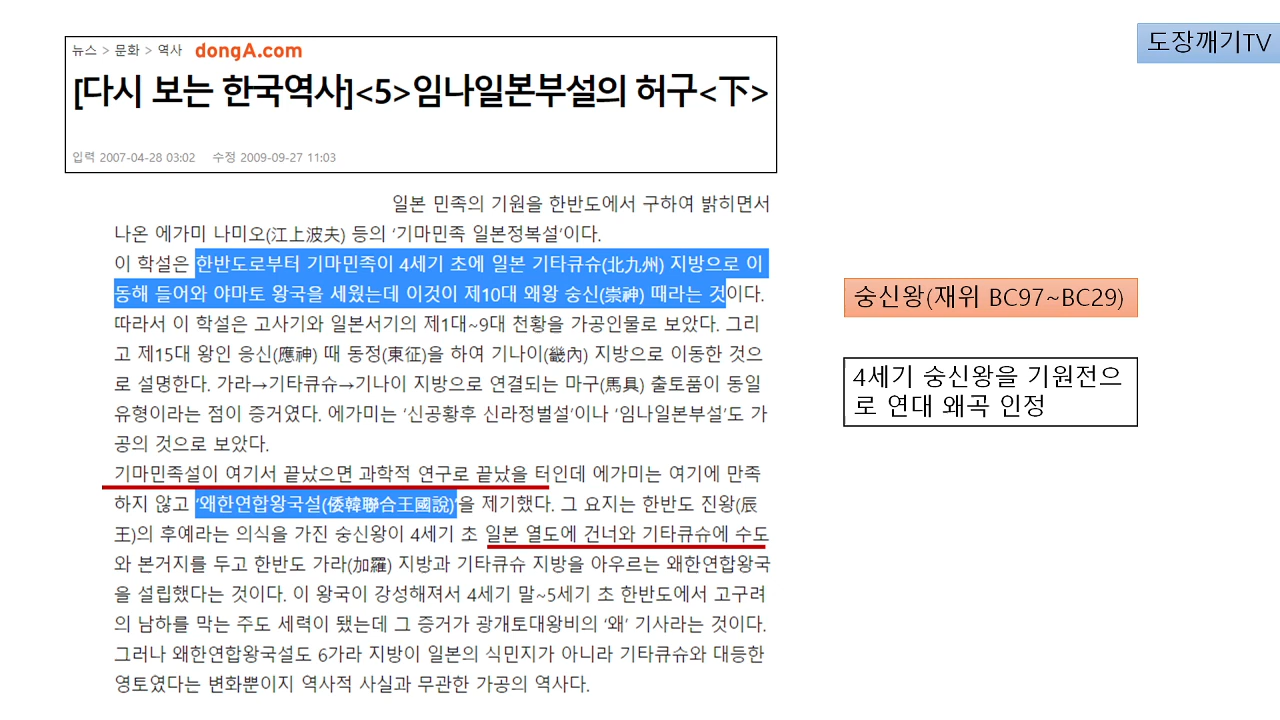 뉴스 > 문화 > 역사 dongA.com
도장깨기TV
[다시 보는 한국역사]<5>임나일본부설의 허구<下>
입력 2007-04-28 03:02 수정 2009-09-27 11:03
일본 민족의 기원을 한반도에서 구하여 밝히면서
나온 에가미 나미오(江上波夫) 등의 ‘기마민족 일본정복설’이다.
이 학설은 한반도로부터 기마민족이 4세기 초에 일본 기타큐슈(北九州) 지방으로 이
동해 들어와 야마토 왕국을 세웠는데 이것이 제10대 왜왕 숭신(崇神) 때라는 것이다.
따라서 이 학설은 고사기와 일본서기의 제1대~9대 천황을 가공인물로 보았다. 그리
고 제15대 왕인 응신(應神) 때 동정(東征)을 하여 기나이(畿內) 지방으로 이동한 것으
로 설명한다. 가라→기타큐슈→기나이 지방으로 연결되는 마구(馬具) 출토품이 동일
유형이라는 점이 증거였다. 에가미는 ‘신공황후 신라정벌설’이나 ‘임나일본부설’도 가
공의 것으로 보았다.
기마민족설이 여기서 끝났으면 과학적 연구로 끝났을 터인데 에가미는 여기에 만족
하지 않고 ‘왜한연합왕국설(倭韓聯合王國說)’을 제기했다. 그 요지는 한반도 진왕(辰
王)의 후예라는 의식을 가진 숭신왕이 4세기 초 일본 열도에 건너와 기타큐슈에 수도
와 본거지를 두고 한반도 가라(加羅) 지방과 기타큐슈 지방을 아우르는 왜한연합왕국
을 설립했다는 것이다. 이 왕국이 강성해져서 4세기 말~5세기 초 한반도에서 고구려
의 남하를 막는 주도 세력이 됐는데 그 증거가 광개토대왕비의 ‘왜’ 기사라는 것이다.
그러나 왜한연합왕국설도 6가라 지방이 일본의 식민지가 아니라 기타큐슈와 대등한
영토였다는 변화뿐이지 역사적 사실과 무관한 가공의 역사다.
숭신왕(재위 BC97~BC29)
4세기 숭신왕을 기원전으
로 연대 왜곡 인정